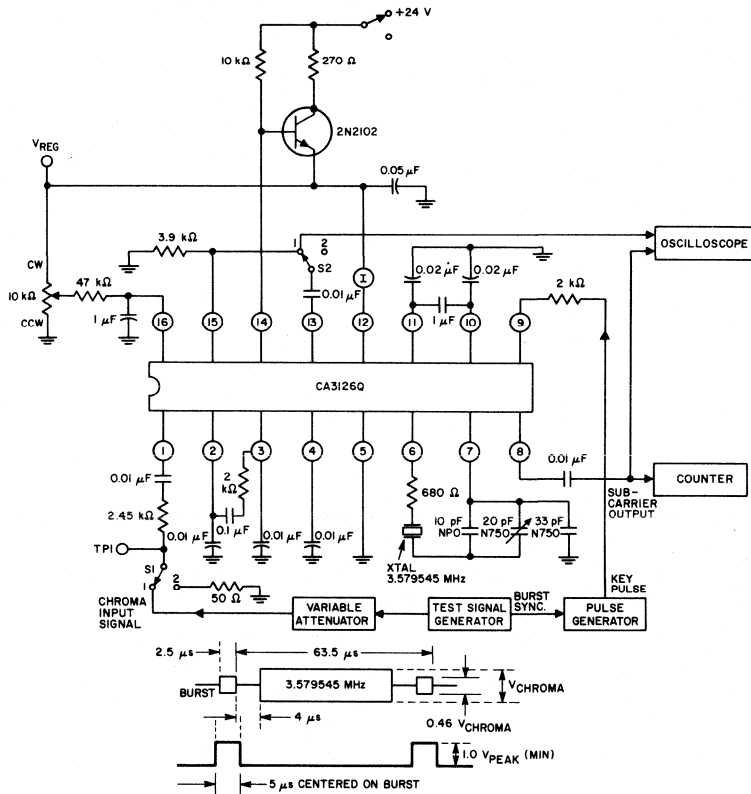 +24 V
10 kΩ
270 Ω
2N2102
VREG
0.05 µF
3.9 kΩ
1
2
S2
OSCILLOSCOPE
CW
10 kΩ
CCW
47 kΩ
1 µF
0.01 µF
I
0.02 µF
0.02 µF
1 µF
2 kΩ
16
15
14
13
12
11
10
9
CA3126Q
1
2
3
4
5
6
7
8
0.01 µF
2.45 kΩ
TP1
S1
1
2
50 Ω
2 kΩ
0.1 µF
0.01 µF
0.01 µF
0.01 µF
680 Ω
XTAL
3.579545 MHz
10 pF
NPO
20 pF
N750
33 pF
N750
0.01 µF
SUB-
CARRIER
OUTPUT
COUNTER
CHROMA
INPUT
SIGNAL
VARIABLE
ATTENUATOR
TEST SIGNAL
GENERATOR
BURST
SYNC.
PULSE
GENERATOR
KEY
PULSE
2.5 µs
63.5 µs
BURST
3.579545 MHz
VCHROMA
4 µs
0.46 VCHROMA
1.0 VPEAK (MIN)
5 µs CENTERED ON BURST